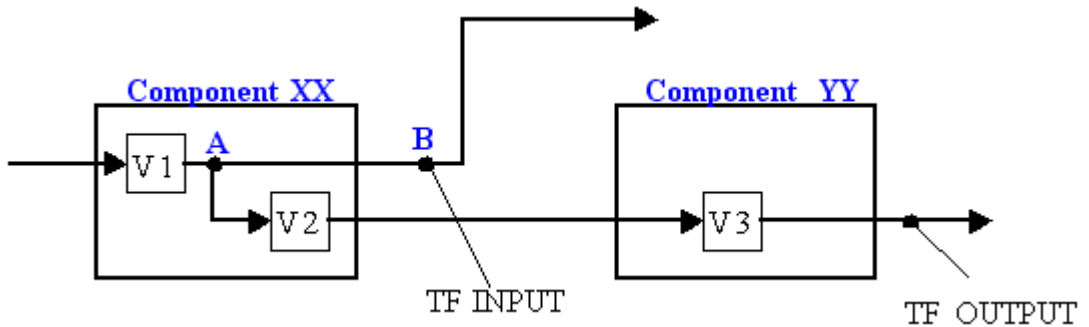 Component XX
Component YY
A
B
V1
V2
V3
TF INPUT
TF OUTPUT